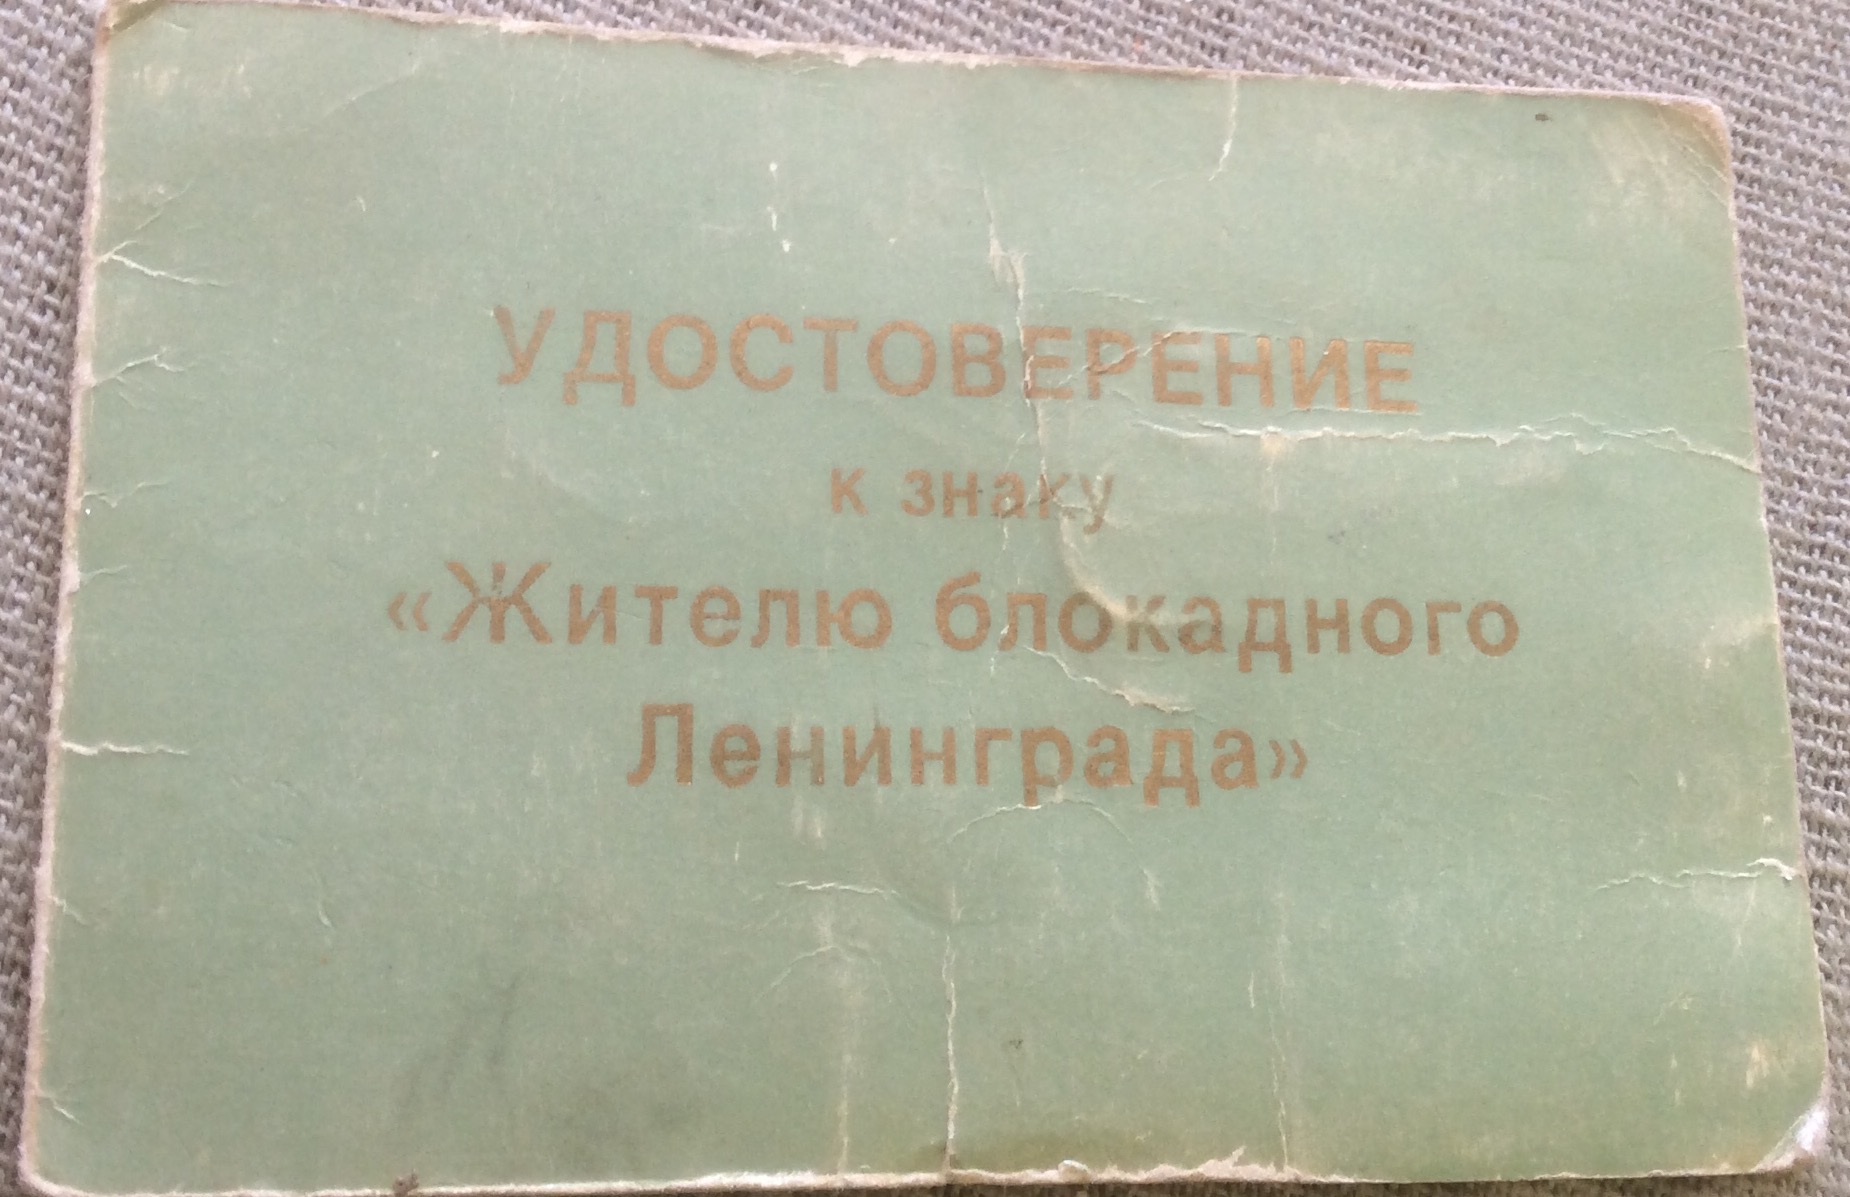 УДОСТОВЕРЕНИЕ
к знаку
«Жителю блокадного
Ленинграда»